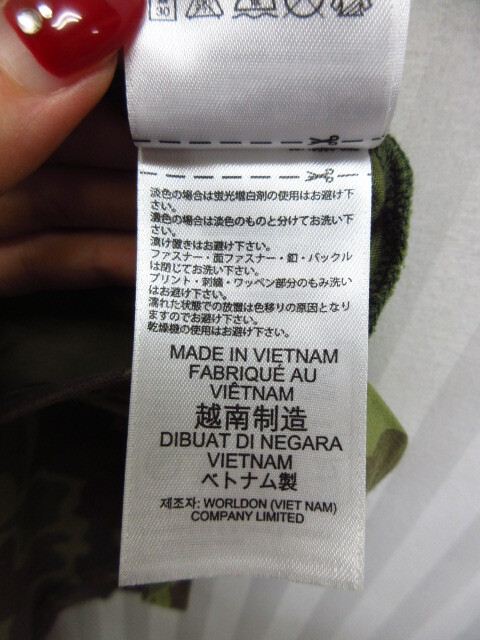 30
淡色の場合は蛍光増白剤の使用はお避け下
さい。
濃色の場合は淡色のものと分けてお洗い下
さい。
漬け置きはお避け下さい。
ファスナー・面ファスナー・釦・バックル
は閉じてお洗い下さい。
プリント・刺繍・ワッペン部分のもみ洗い
はお避け下さい。
濡れた状態での放置は色移りの原因となり
ますのでお避け下さい。
乾燥機の使用はお避け下さい。
MADE IN VIETNAM
FABRIQUÉ AU
VIÊTNAM
越南制造
DIBUAT DI NEGARA
VIETNAM
ベトナム製
제조자: WORLDON (VIET NAM)
COMPANY LIMITED